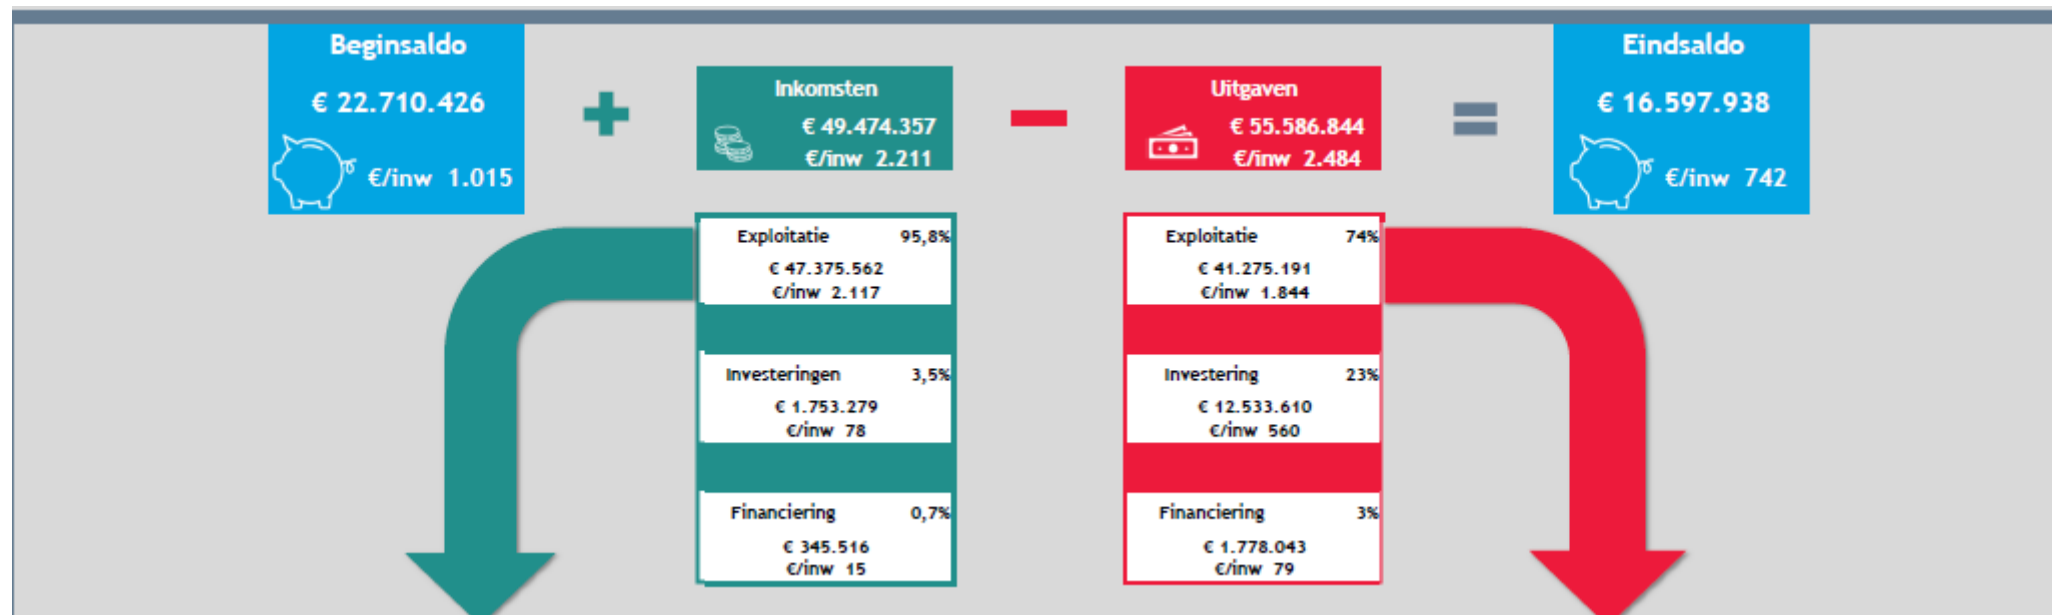 Beginsaldo
€ 22.710.426
€/inw 1.015
Inkomsten
€ 49.474.357
€/inw 2.211
Uitgaven
€ 55.586.844
€/inw 2.484
Eindsaldo
€ 16.597.938
€/inw 742
Exploitatie 95,8%
€ 47.375.562
€/inw 2.117
Investeringen 3,5%
€ 1.753.279
€/inw 78
Financiering 0,7%
€ 345.516
€/inw 15
Exploitatie 74%
€ 41.275.191
€/inw 1.844
Investering 23%
€ 12.533.610
€/inw 560
Financiering 3%
€ 1.778.043
€/inw 79